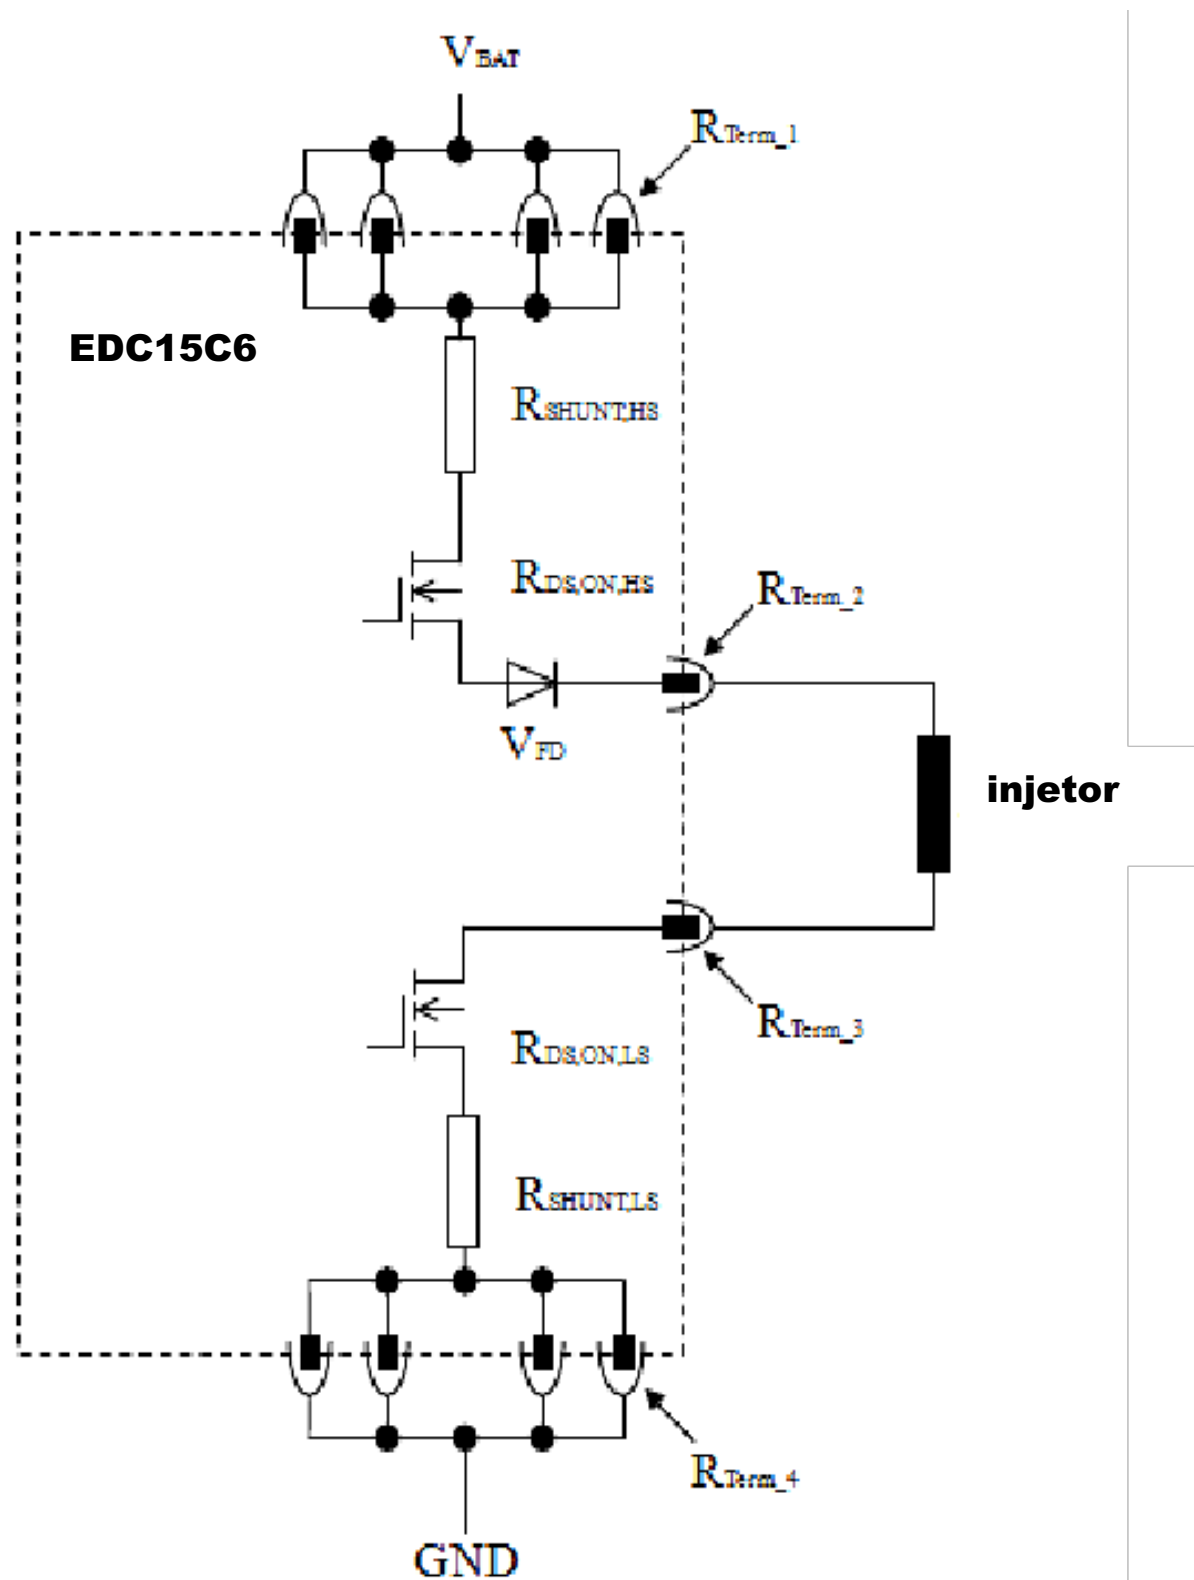 VBAT
RTerm_1
EDC15C6
RSHUNT,HS
RDS,ON,HS
RTerm_2
VFD
injetor
RTerm_3
RDS,ON,LS
RSHUNT,LS
RTerm_4
GND